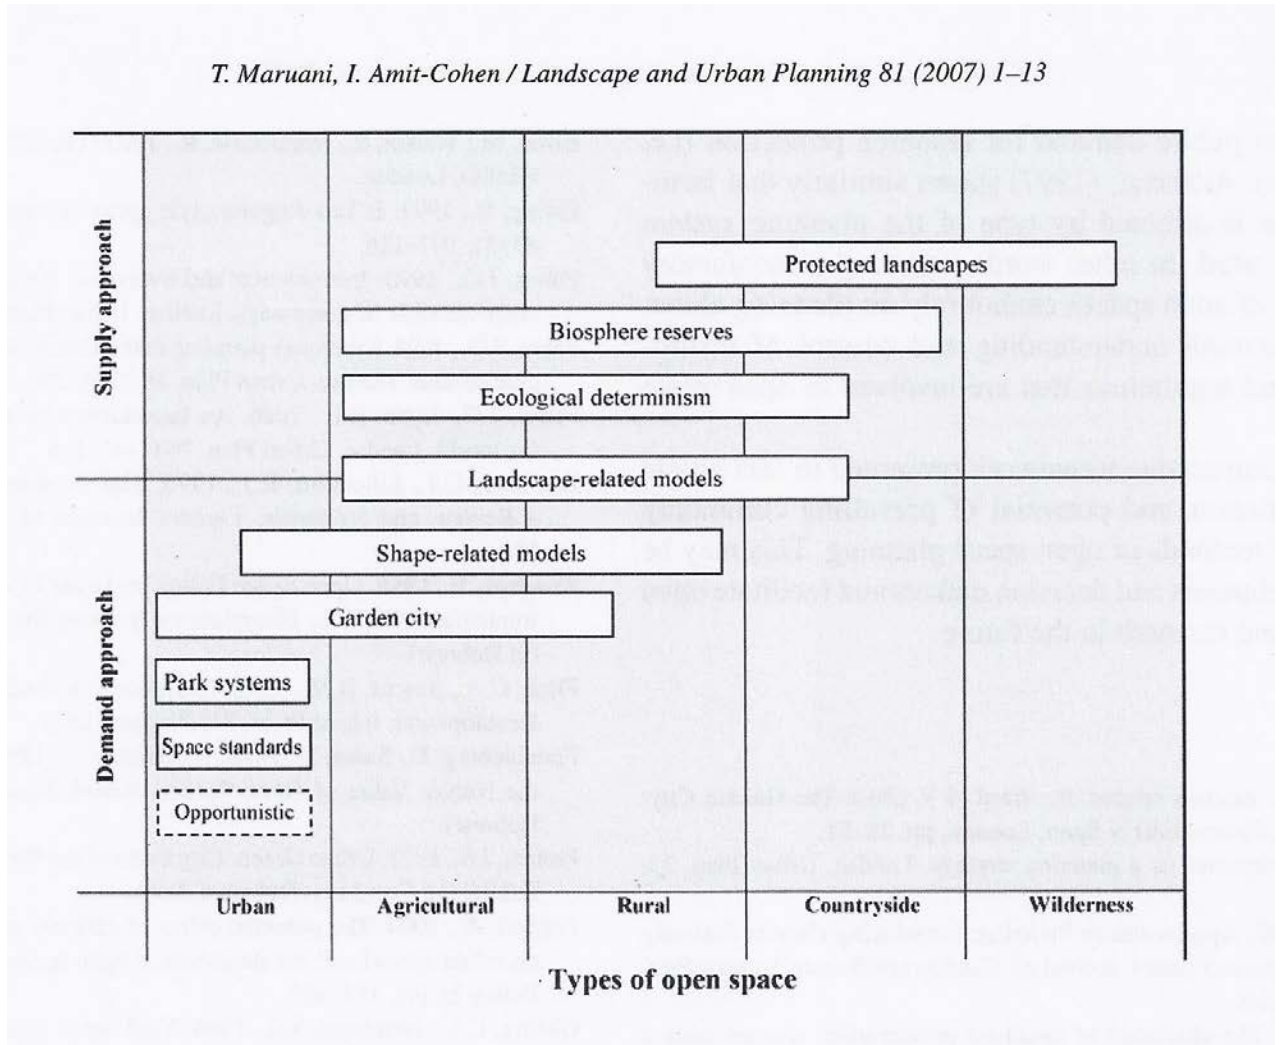 T. Maruani, I. Amit-Cohen / Landscape and Urban Planning 81 (2007) 1–13
Supply approach
Protected landscapes
Biosphere reserves
Ecological determinism
Landscape-related models
Demand approach
Shape-related models
Garden city
Park systems
Space standards
Opportunistic
Urban
Agricultural
Rural
Countryside
Wilderness
Types of open space